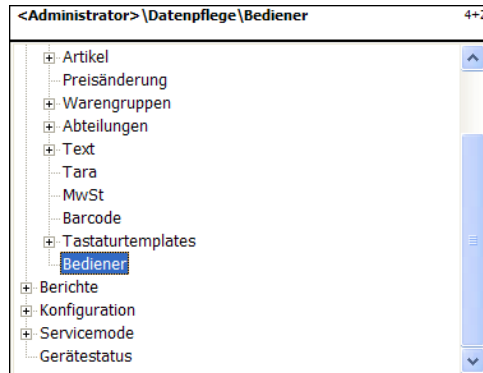 <Administrator>\Datenpflege\Bediener
Artikel
Preisänderung
Warengruppen
Abteilungen
Text
Tara
MwSt
Barcode
Tastaturtemplates
Bediener
Berichte
Konfiguration
Servicemode
Gerätestatus